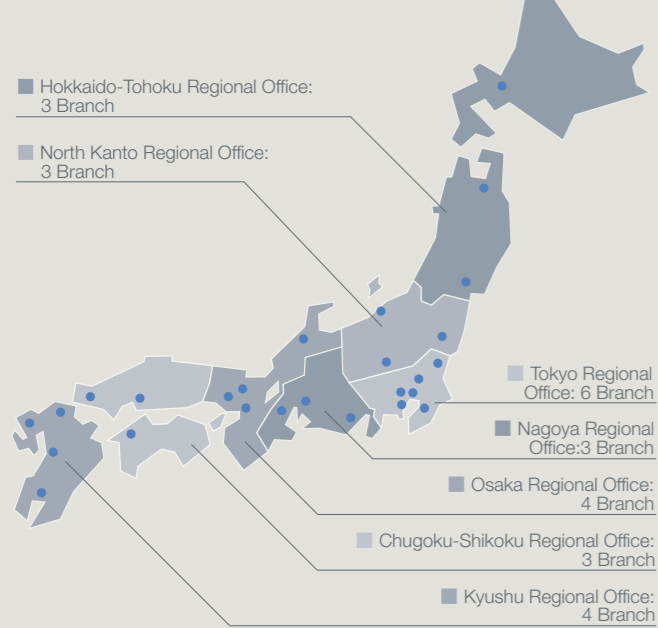 Hokkaido-Tohoku Regional Office:
3 Branch
North Kanto Regional Office:
3 Branch
Tokyo Regional
Office: 6 Branch
Nagoya Regional
Office:3 Branch
Osaka Regional Office:
4 Branch
Chugoku-Shikoku Regional Office:
3 Branch
Kyushu Regional Office:
4 Branch